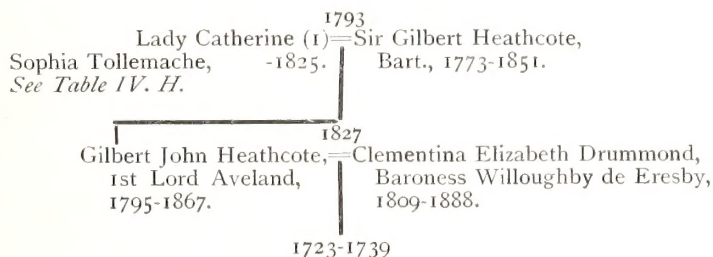 1793
Lady Catherine (1)=Sir Gilbert Heathcote,
Sophia Tollemache, -1825. Bart., 1773-1851.
See Table IV. H.
1827
Gilbert John Heathcote,=Clementina Elizabeth Drummond,
1st Lord Aveland, Baroness Willoughby de Eresby,
1795-1867. 1809-1888.
1723-1739